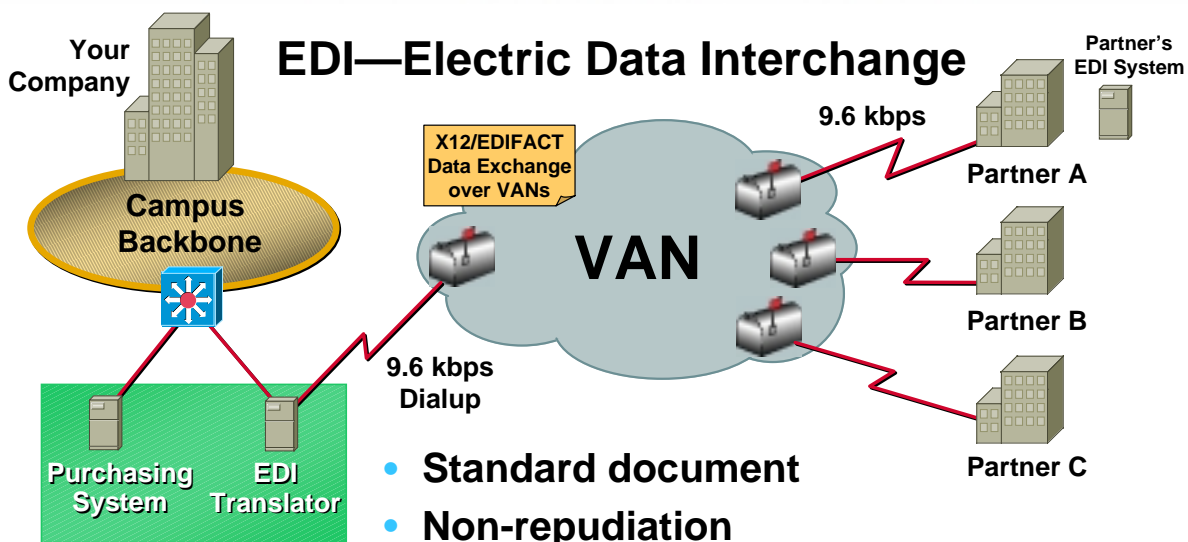 EDI—Electric Data Interchange
Your
Company
Partner's
EDI System
X12/EDIFACT
Data Exchange
over VANs
9.6 kbps
Partner A
Campus
Backbone
VAN
Partner B
9.6 kbps
Dialup
Partner C
Purchasing
System
EDI
Translator
• Standard document
• Non-repudiation